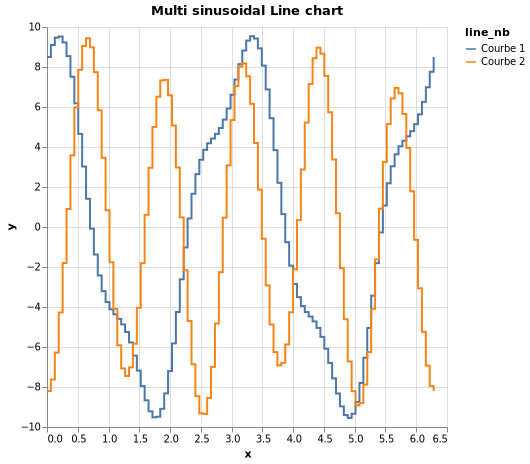 Multi sinusoidal Line chart
line_nb
Courbe 1
Courbe 2
y
10
8
6
4
2
0
−2
−4
−6
−8
−10
0.0 0.5 1.0 1.5 2.0 2.5 3.0 3.5 4.0 4.5 5.0 5.5 6.0 6.5
x